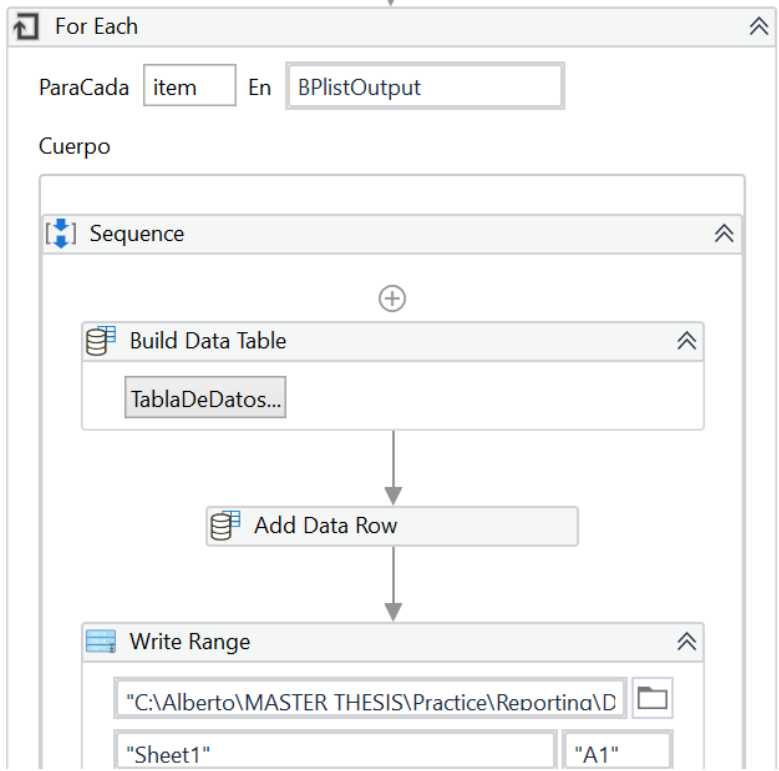 For Each
ParaCada item En BPlistOutput
Cuerpo
Sequence
Build Data Table
TablaDeDatos...
Add Data Row
Write Range
"C:\Alberto\MASTER THESIS\Practice\Reporting\D
"Sheet1" "A1"